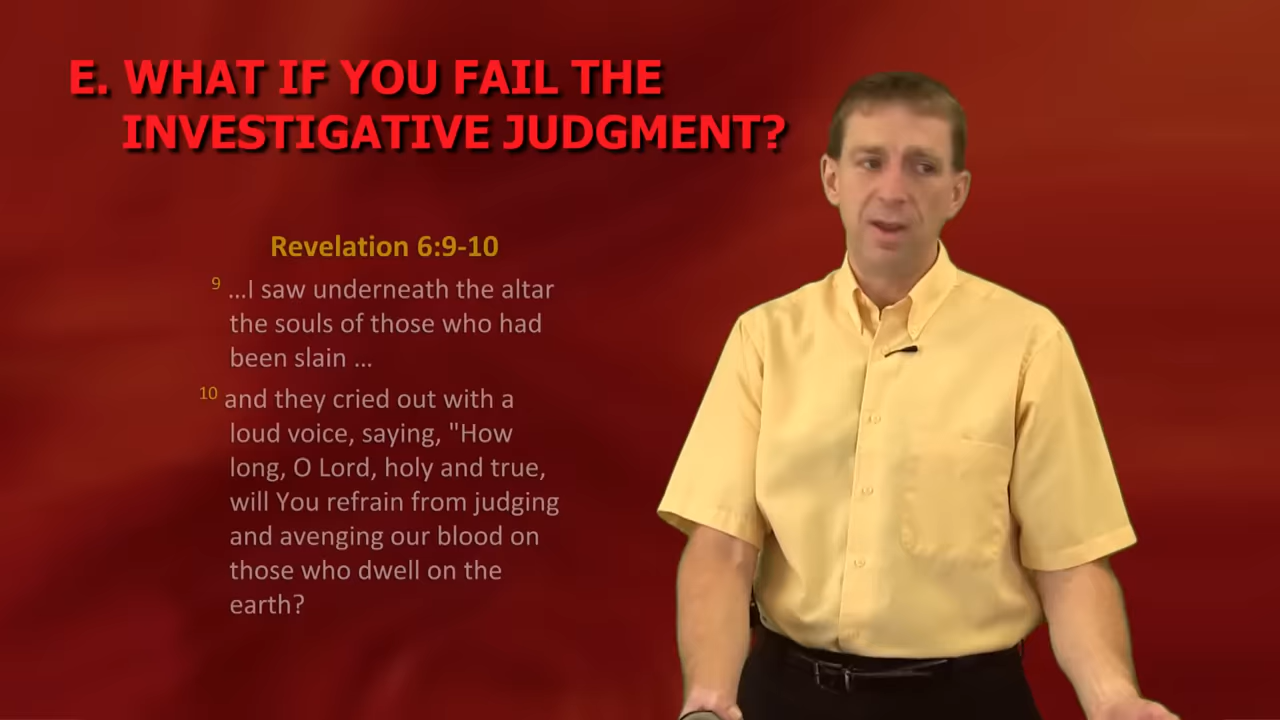 E. WHAT IF YOU FAIL THE
INVESTIGATIVE JUDGMENT?
Revelation 6:9-10
9 ...I saw underneath the altar
the souls of those who had
been slain ...
10 and they cried out with a
loud voice, saying, "How
long, O Lord, holy and true,
will You refrain from judging
and avenging our blood on
those who dwell on the
earth?